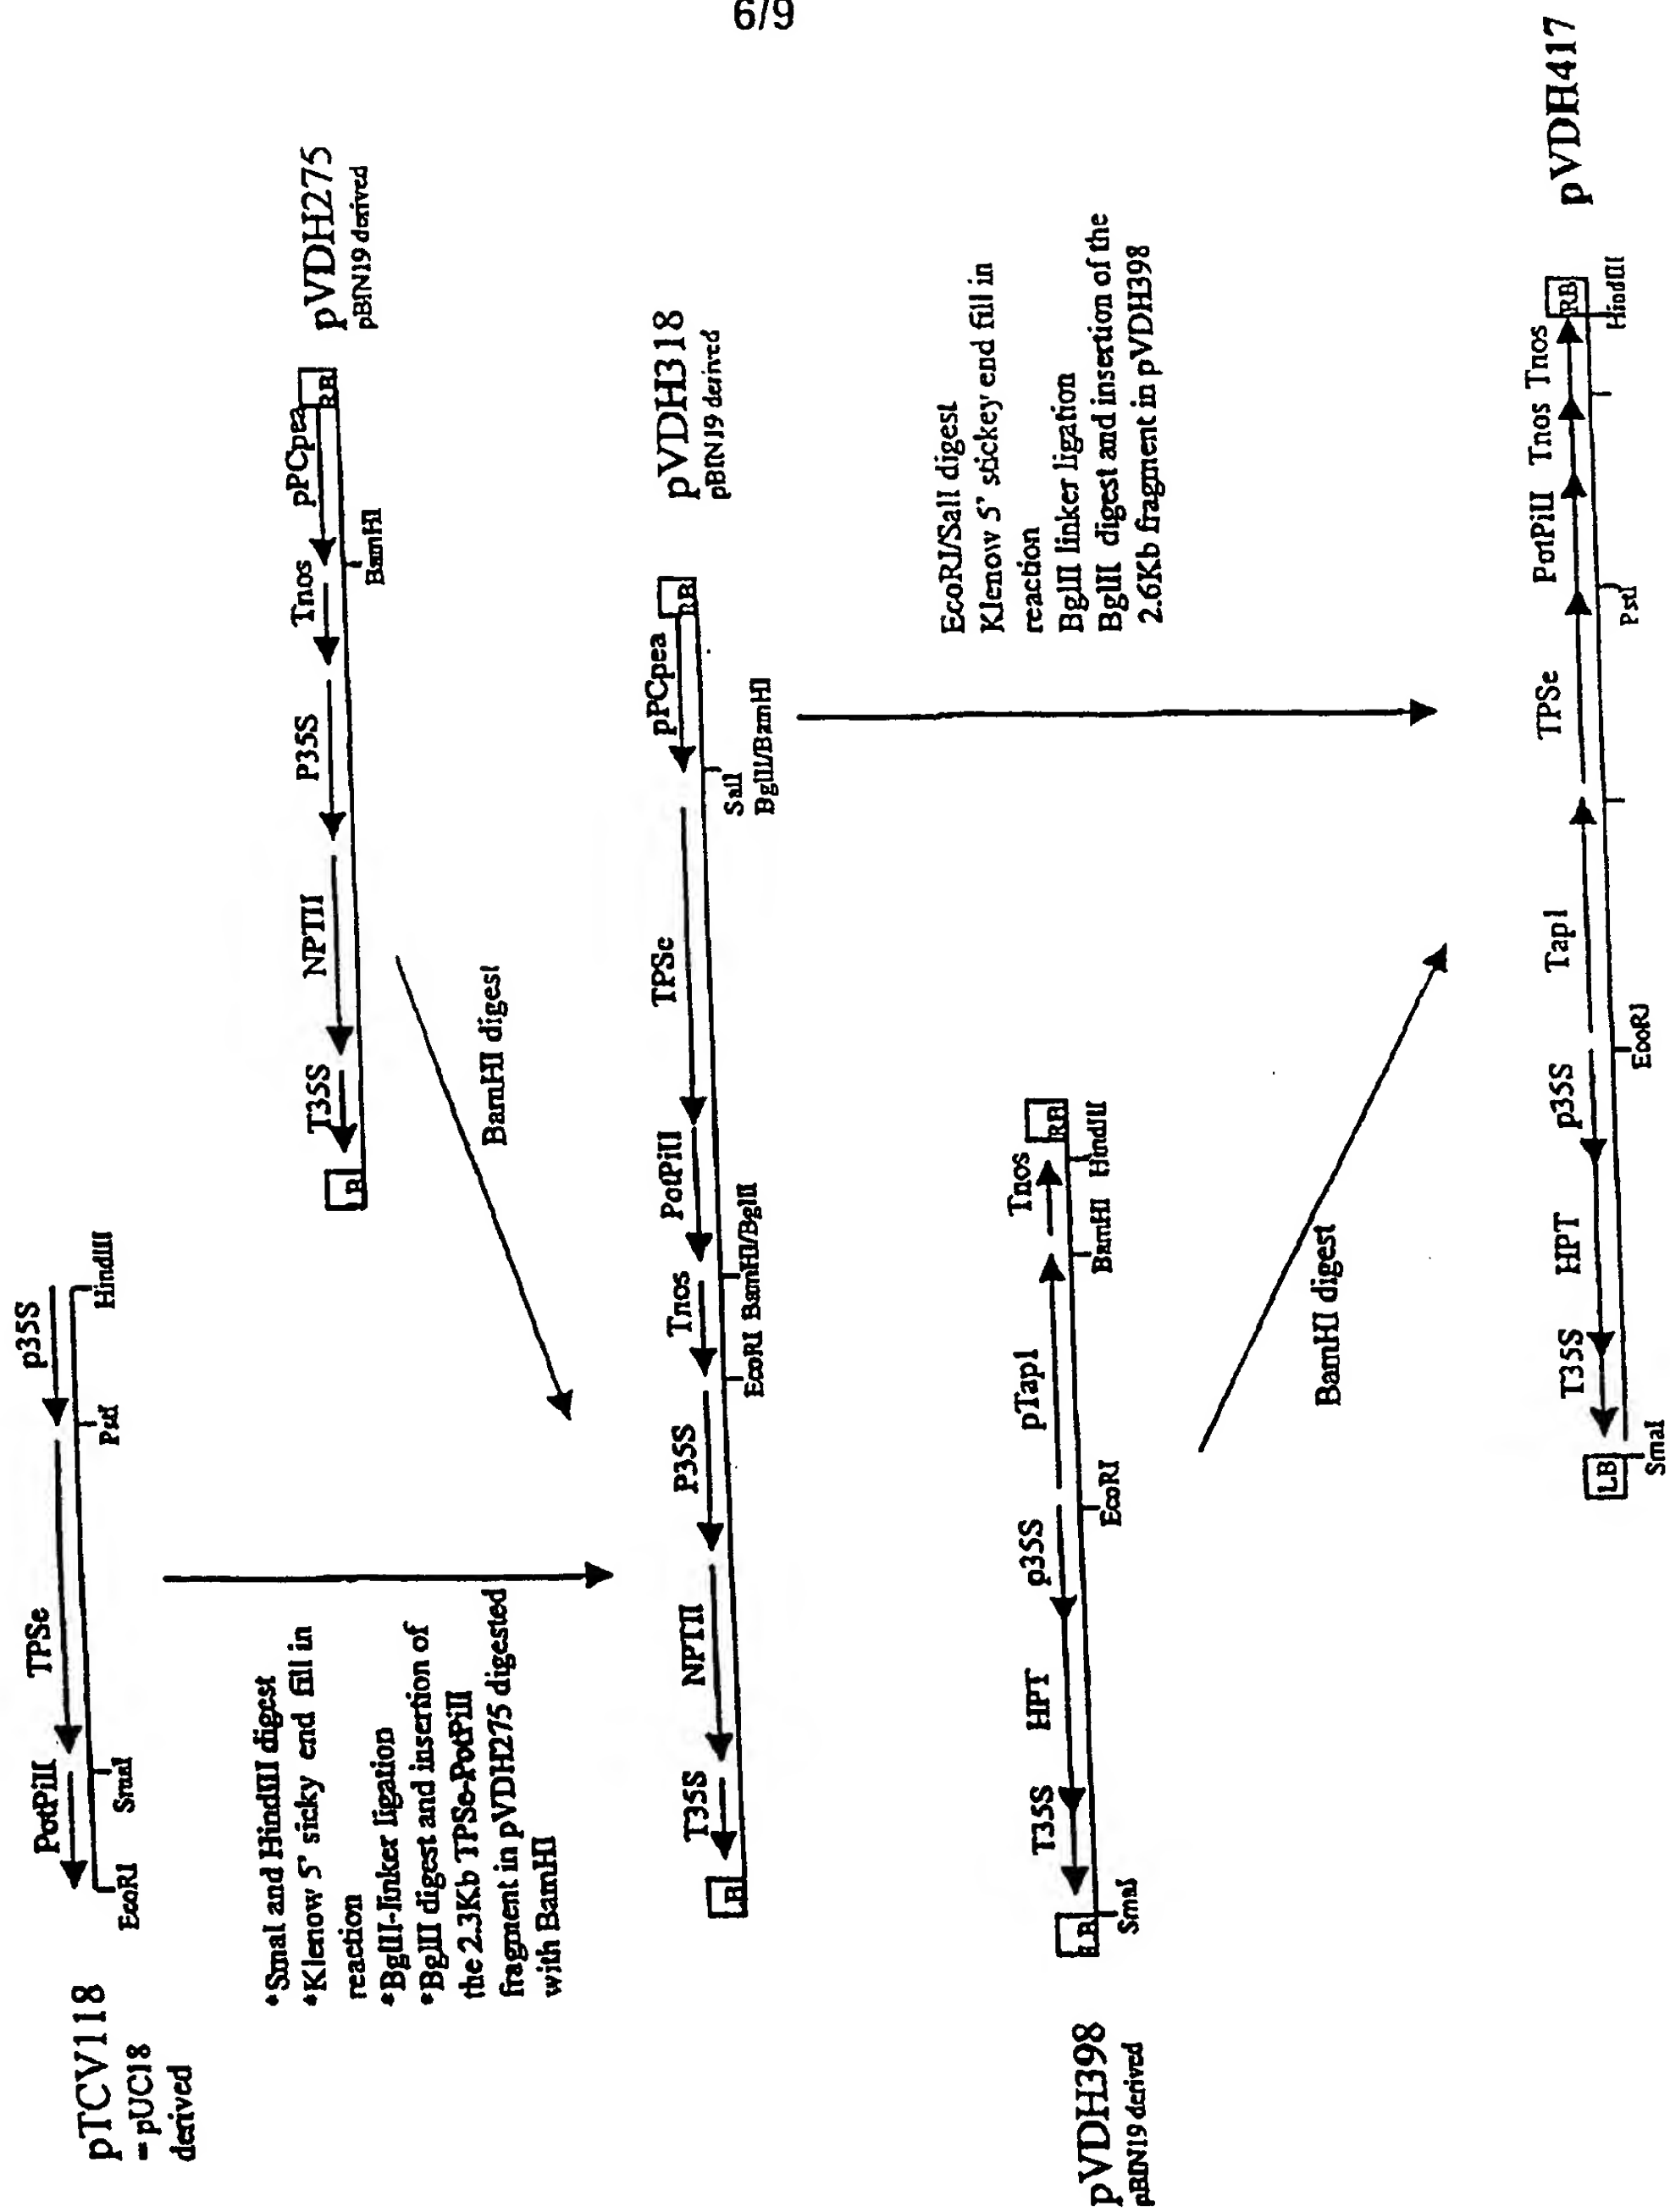 6/9
pTCV118
= pUC18
derived
PotPiII
TPSe
p35S
EcoRI
SmaI
PstI
HindIII
*SmaI and HindIII digest
*Klenow 5' sicky end fill in
reaction
*BglII-linker ligation
*BglII digest and insertion of
the 2.3Kb TPSe-PotPiII
fragment in pVDH275 digested
with BamHI
pVDH275
pBIN19 derived
LB
T35S
NPTII
P35S
Tnos
pPCpea
RB
BamHI
BamHI digest
pVDH318
pBIN19 derived
LB
T35S
NPTII
P35S
Tnos
PotPiII
TPSe
pPCpea
RB
EcoRI
BamHI/BglII
SalI
BglII/BamHI
EcoRI/SalI digest
Klenow 5' stickey end fill in
reaction
BglII linker ligation
BglII digest and insertion of the
2.6Kb fragment in pVDH398
pVDH398
pBIN19 derived
LB
T35S
HPT
p35S
pTap1
Tnos
RB
SmaI
EcoRI
BamHI
HindIII
BamHI digest
pVDH417
LB
T35S
HPT
p35S
Tap1
TPSe
PotPiII
Tnos
Tnos
RB
SmaI
EcoRI
PstI
HindIII